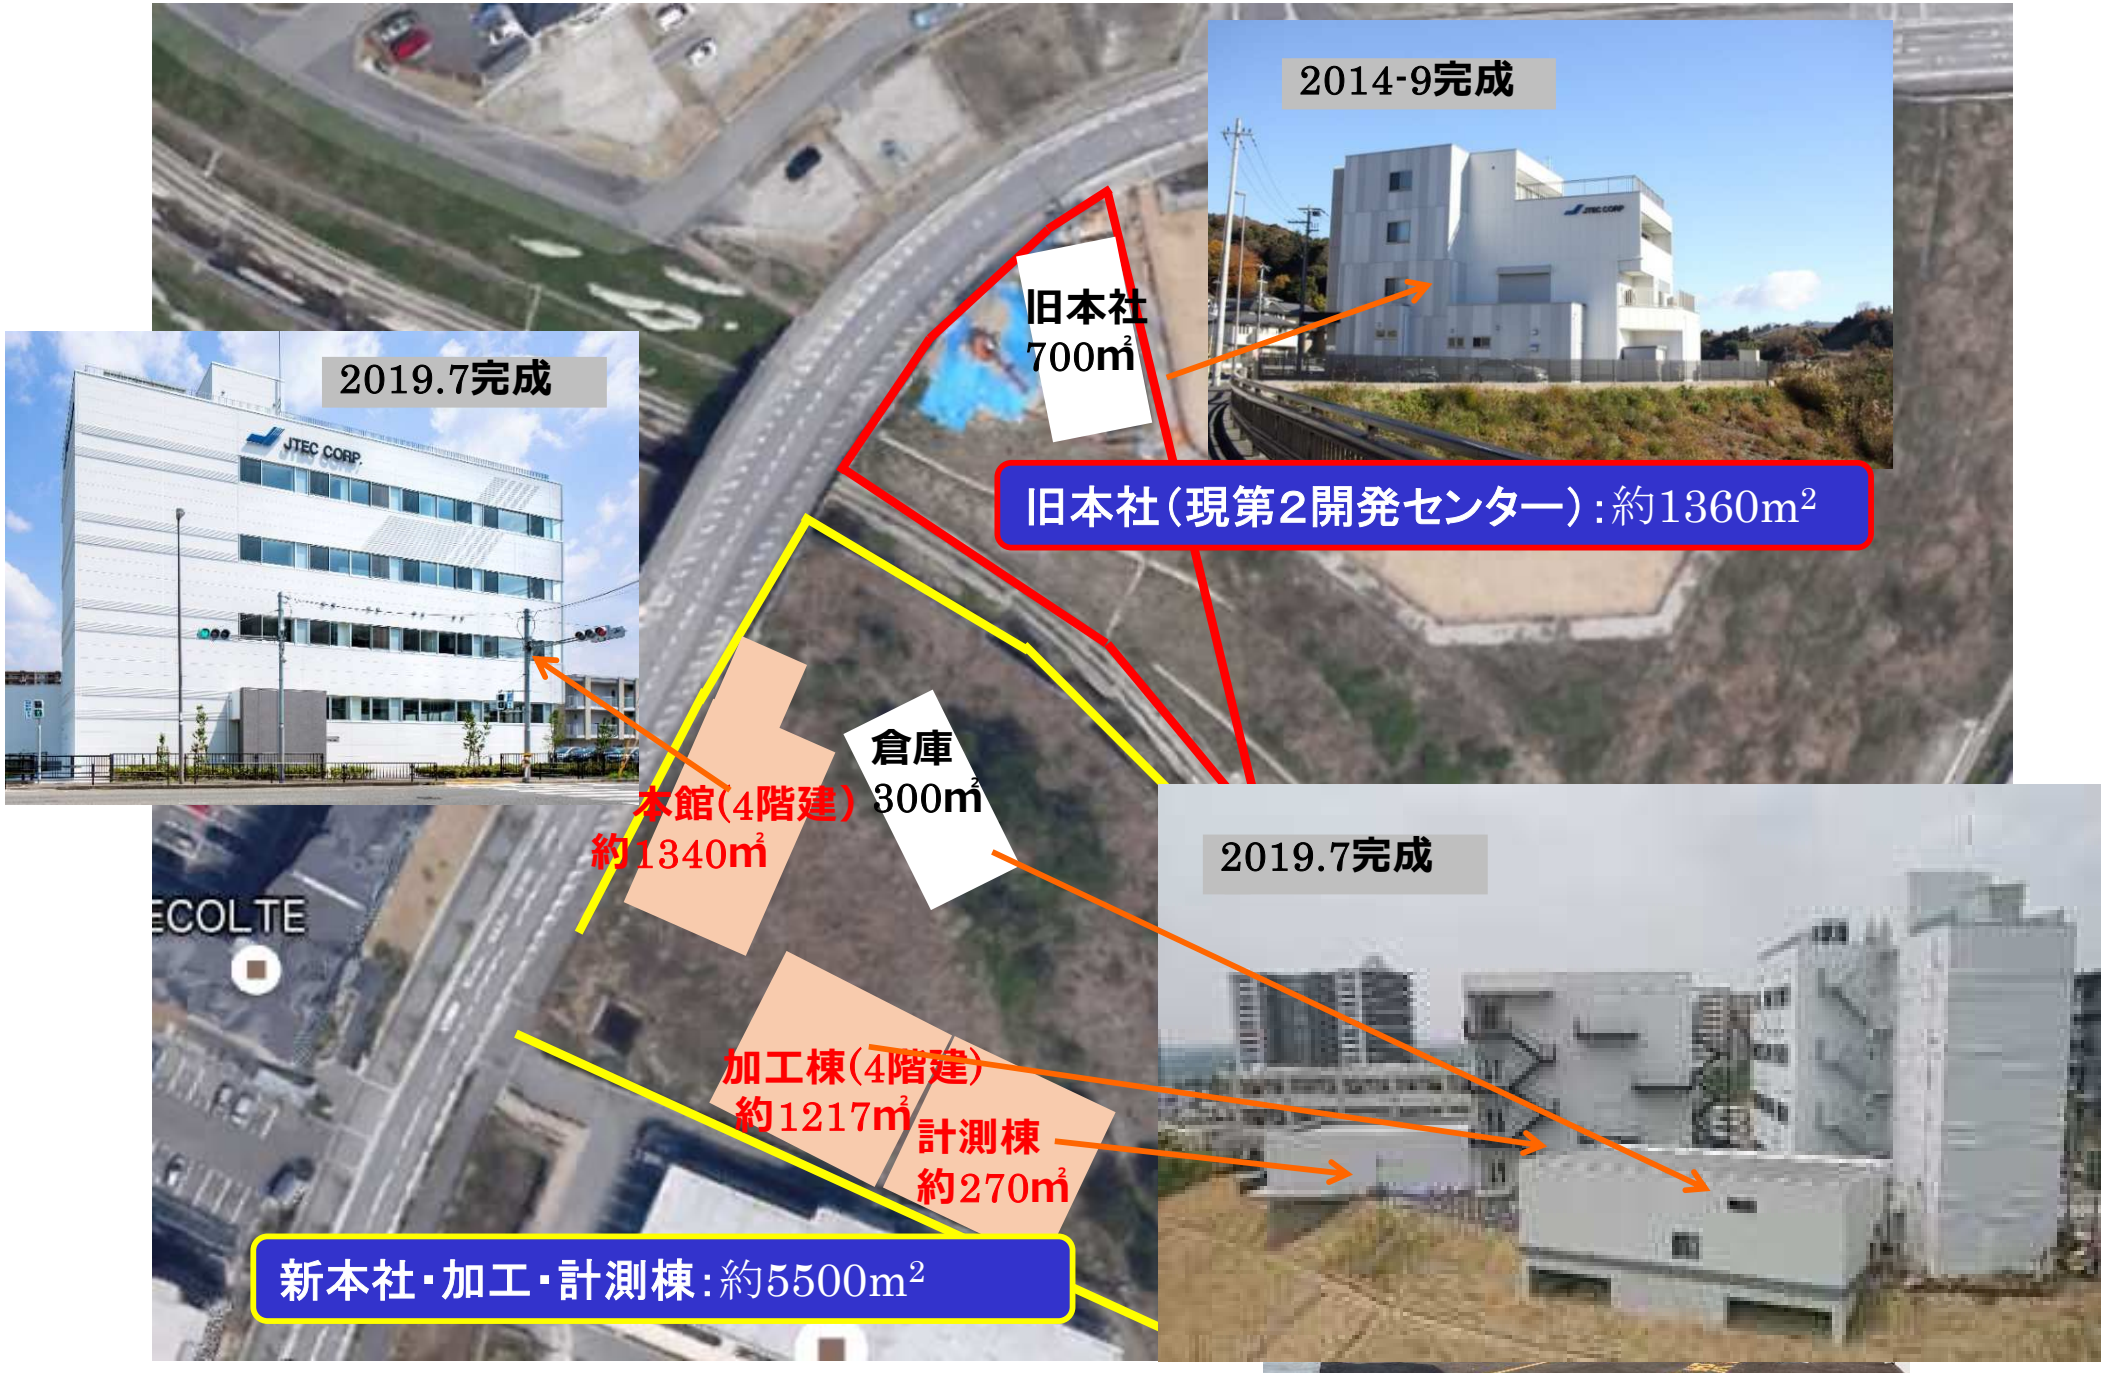 2014-9完成
JTEC CORP.
旧本社
700㎡
2019.7完成
JTEC CORP.
旧本社(現第2開発センター):約1360m²
倉庫
300㎡
本館(4階建)
約1340㎡
2019.7完成
ECOLTE
加工棟(4階建)
約1217㎡
計測棟
約270㎡
新本社・加工・計測棟:約5500m²